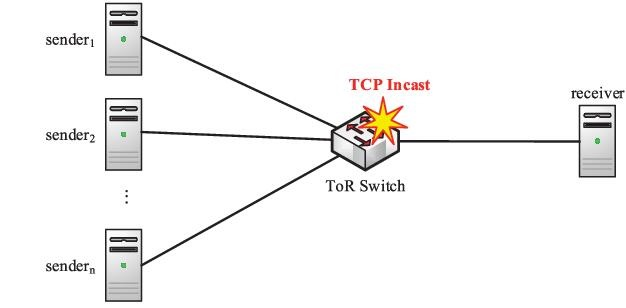 sender1
TCP Incast
receiver
sender2
ToR Switch
⋮
sendern